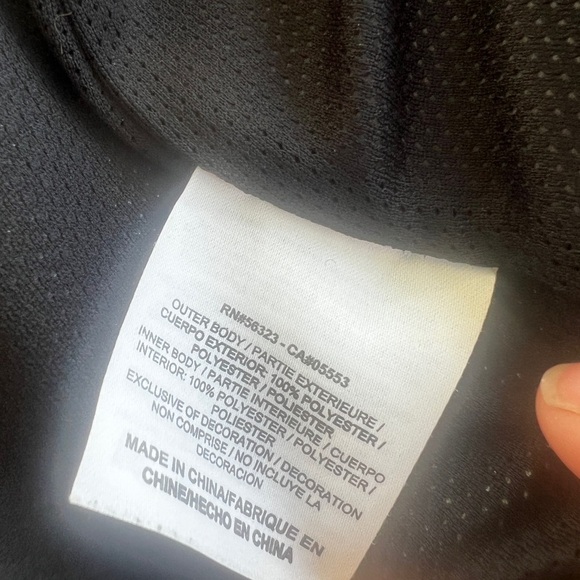 RN#56323 - CA#05553
OUTER BODY / PARTIE EXTERIEURE /
CUERPO EXTERIOR: 100% POLYESTER /
POLYESTER / POLIESTER
INNER BODY / PARTIE INTERIEURE / CUERPO
INTERIOR: 100% POLYESTER / POLYESTER /
POLIESTER
EXCLUSIVE OF DECORATION / DECORATION
NON COMPRISE / NO INCLUYE LA
DECORACION
MADE IN CHINA/FABRIQUE EN
CHINE/HECHO EN CHINA